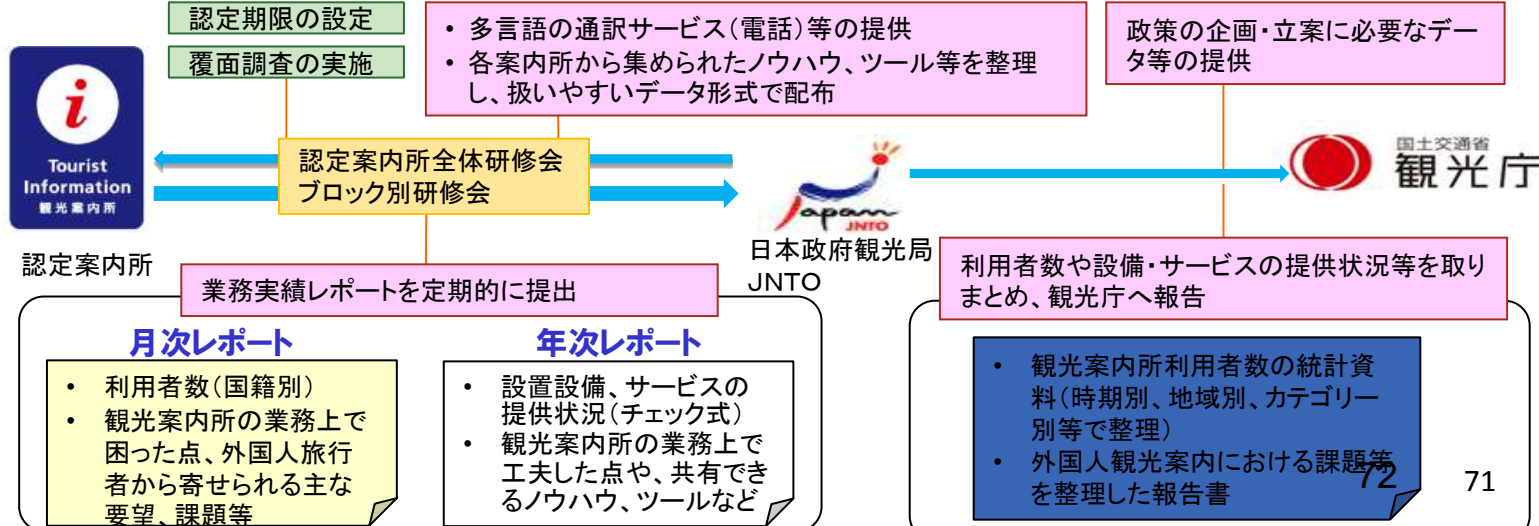 認定期限の設定
覆面調査の実施
• 多言語の通訳サービス(電話)等の提供
• 各案内所から集められたノウハウ、ツール等を整理
し、扱いやすいデータ形式で配布
政策の企画・立案に必要なデー
タ等の提供
i
Tourist
Information
観光案内所
認定案内所全体研修会
ブロック別研修会
Japan
JNTO
国土交通省
観光庁
認定案内所
日本政府観光局
JNTO
業務実績レポートを定期的に提出
利用者数や設備・サービスの提供状況等を取り
まとめ、観光庁へ報告
月次レポート
• 利用者数(国籍別)
• 観光案内所の業務上で
困った点、外国人旅行
者から寄せられる主な
要望、課題等
年次レポート
• 設置設備、サービスの
提供状況(チェック式)
• 観光案内所の業務上で
工夫した点や、共有でき
るノウハウ、ツールなど
• 観光案内所利用者数の統計資
料(時期別、地域別、カテゴリー
別等で整理)
• 外国人観光案内における課題等
を整理した報告書
72
71